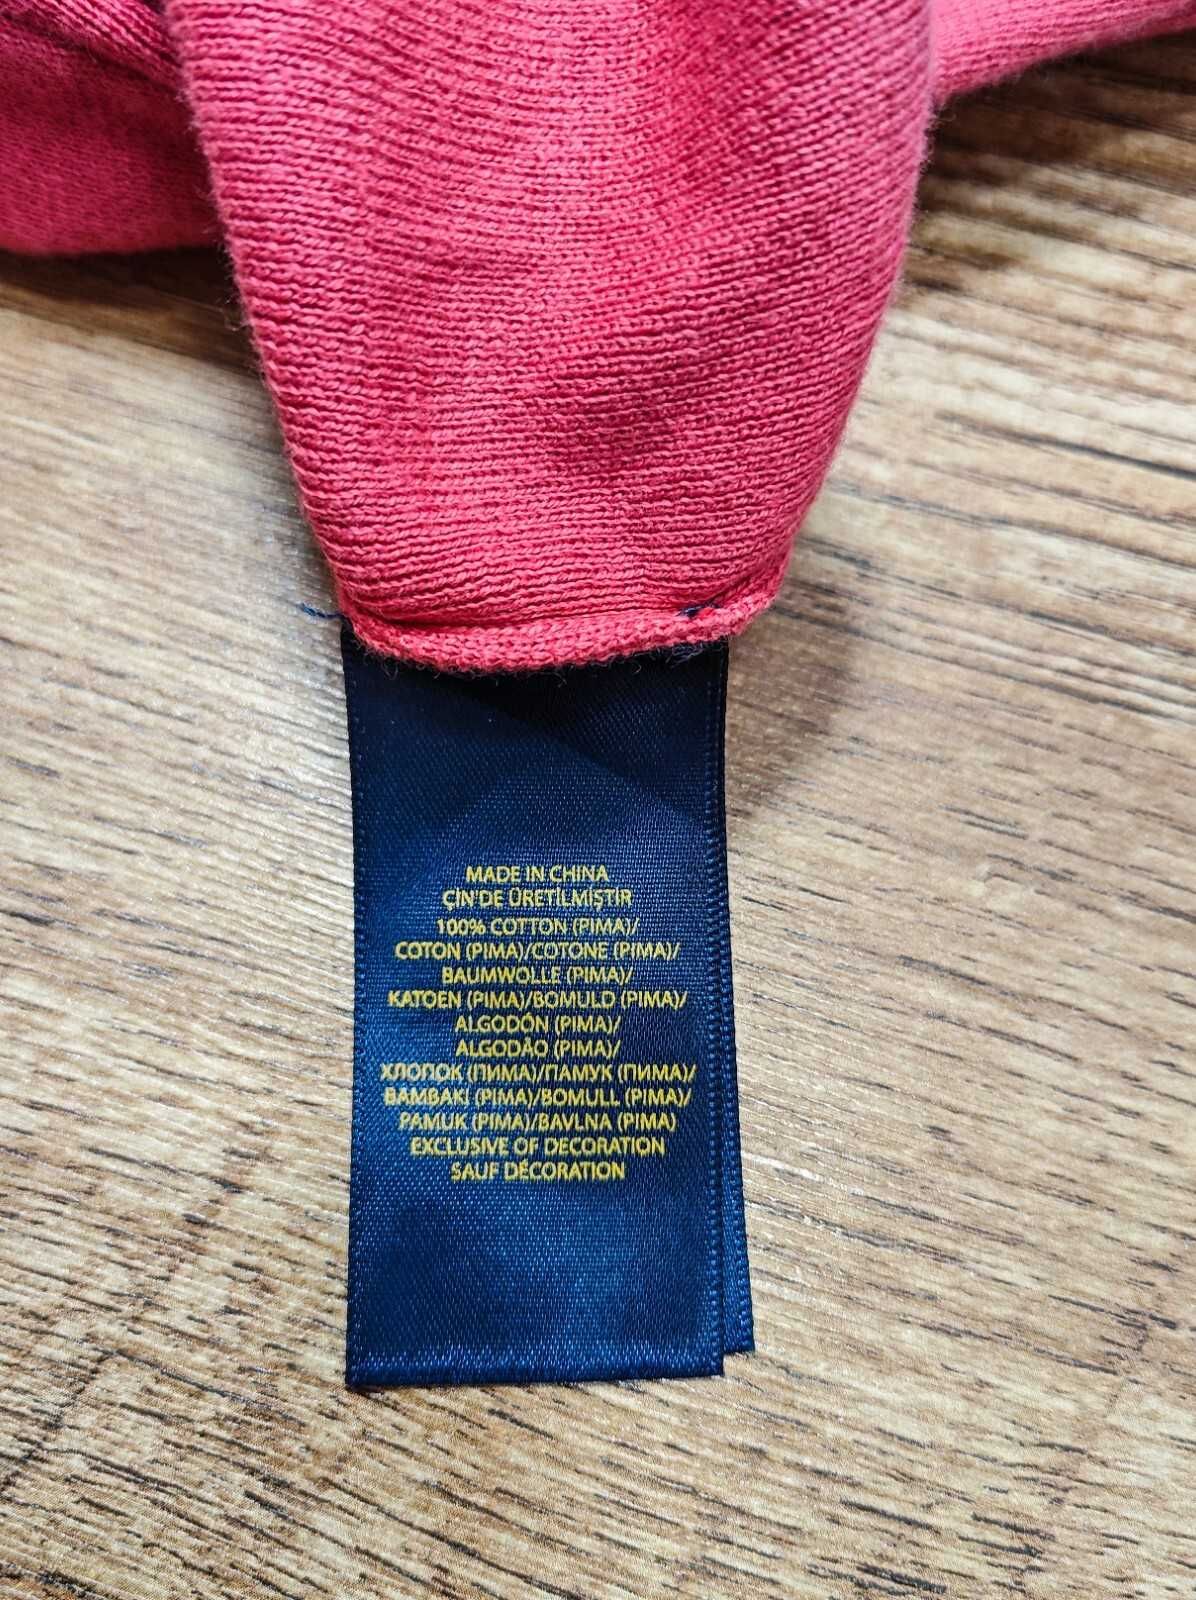 MADE IN CHINA
ÇİN'DE ÜRETİLMİŞTİR
100% COTTON (PIMA)/
COTON (PIMA)/COTONE (PIMA)/
BAUMWOLLE (PIMA)/
KATOEN (PIMA)/BOMULD (PIMA)/
ALGODÓN (PIMA)/
ALGODÃO (PIMA)/
ХЛОПОК (ПИМА)/ПАМУК (ПИМА)/
BAMBAKI (PIMA)/BOMULL (PIMA)/
PAMUK (PIMA)/BAVLNA (PIMA)
EXCLUSIVE OF DECORATION
SAUF DÉCORATION